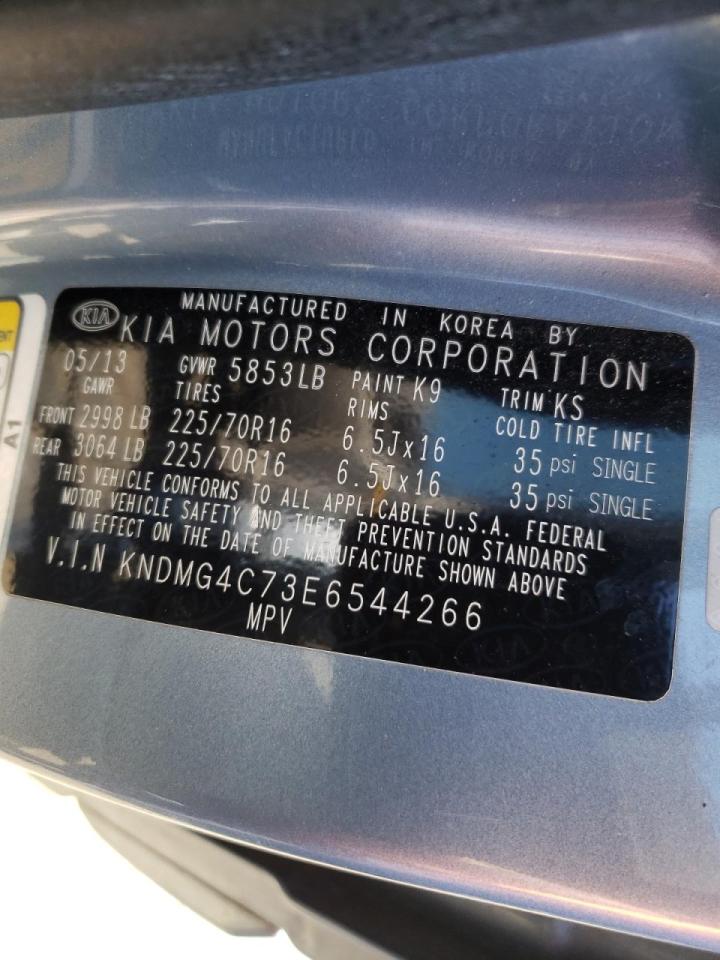 MANUFACTURED IN KOREA BY
KIA KIA MOTORS CORPORATION
05/13 GVWR 5853LB PAINT K9 TRIM KS
GAWR TIRES RIMS COLD TIRE INFL
FRONT 2998 LB 225/70R16 6.5Jx16 35 psi SINGLE
REAR 3064 LB 225/70R16 6.5Jx16 35 psi SINGLE
THIS VEHICLE CONFORMS TO ALL APPLICABLE U.S.A. FEDERAL
MOTOR VEHICLE SAFETY AND THEFT PREVENTION STANDARDS
IN EFFECT ON THE DATE OF MANUFACTURE SHOWN ABOVE
V.I.N KNDMG4C73E6544266
MPV
A1